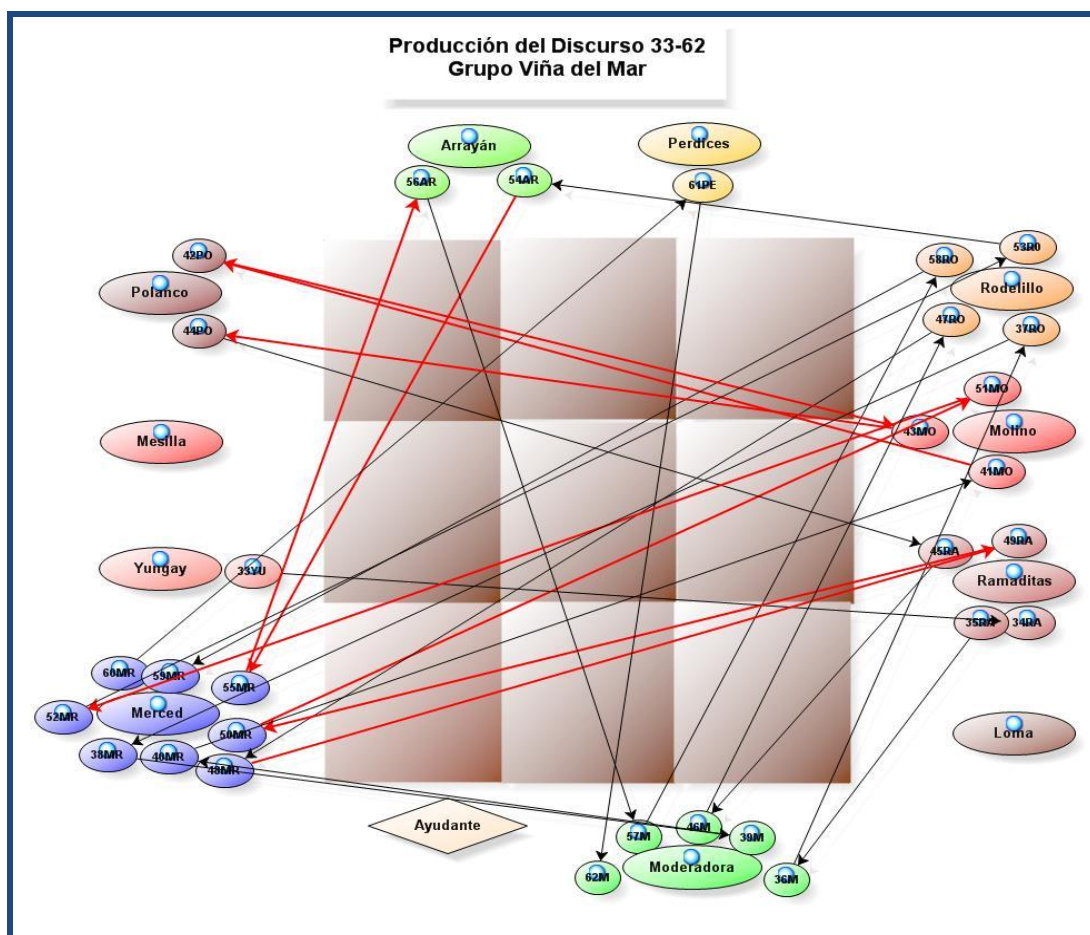 Producción del Discurso 33-62
Grupo Viña del Mar
Arrayán
Perdices
56AR
54AR
61PE
42PO
58RO
53R0
Polanco
Rodelillo
44PO
47RO
37RO
51MO
Mesilla
43MO
Molino
41MO
49RA
45RA
Yungay
33YU
Ramaditas
35RA
34RA
60MR
59MR
55MR
52MR
Merced
50MR
Loma
38MR
40MR
48MR
Ayudante
57M
46M
39M
Moderadora
62M
36M